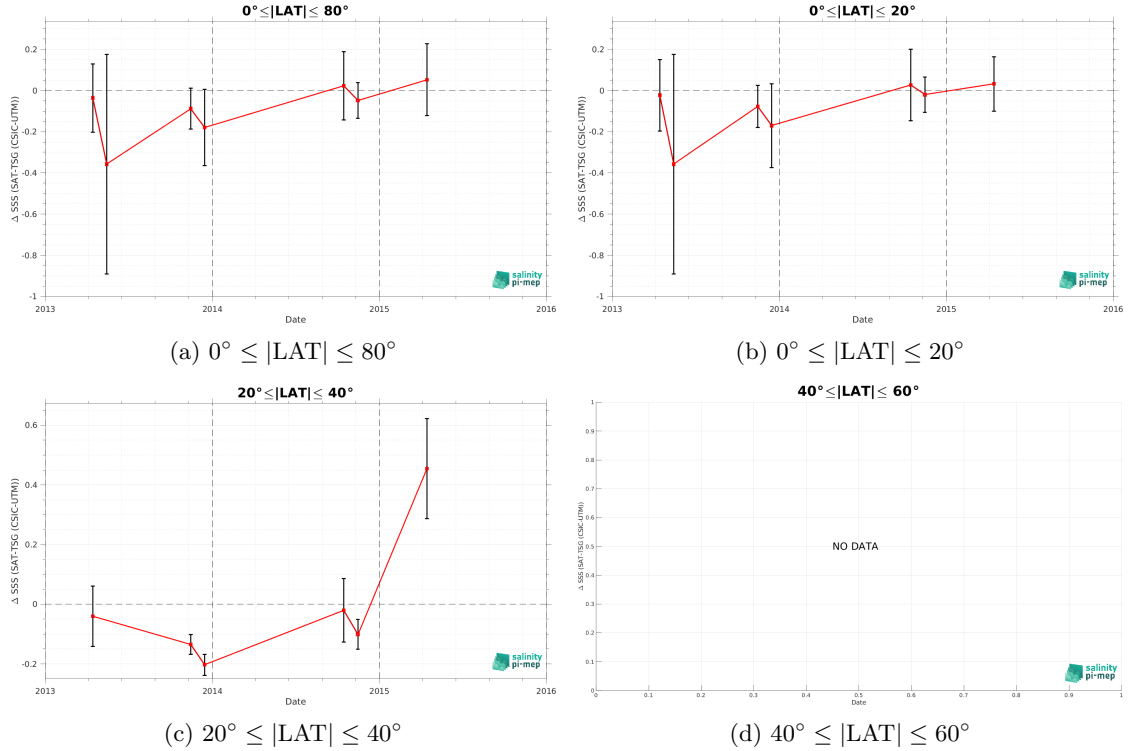 0°≤|LAT|≤ 80°
0.2
0
-0.2
-0.4
-0.6
-0.8
-1
Δ SSS (SAT-TSG (CSIC-UTM))
2013
2014
2015
2016
Date
salinity
pi-mep
(a) 0° ≤ |LAT| ≤ 80°
0°≤|LAT|≤ 20°
0.2
0
-0.2
-0.4
-0.6
-0.8
-1
Δ SSS (SAT-TSG (CSIC-UTM))
2013
2014
2015
2016
Date
salinity
pi-mep
(b) 0° ≤ |LAT| ≤ 20°
20°≤|LAT|≤ 40°
0.6
0.4
0.2
0
-0.2
Δ SSS (SAT-TSG (CSIC-UTM))
2013
2014
2015
2016
Date
salinity
pi-mep
(c) 20° ≤ |LAT| ≤ 40°
40°≤|LAT|≤ 60°
1
0.9
0.8
0.7
0.6
0.5
0.4
0.3
0.2
0.1
0
Δ SSS (SAT-TSG (CSIC-UTM))
NO DATA
0 0.1 0.2 0.3 0.4 0.5 0.6 0.7 0.8 0.9 1
Date
salinity
pi-mep
(d) 40° ≤ |LAT| ≤ 60°